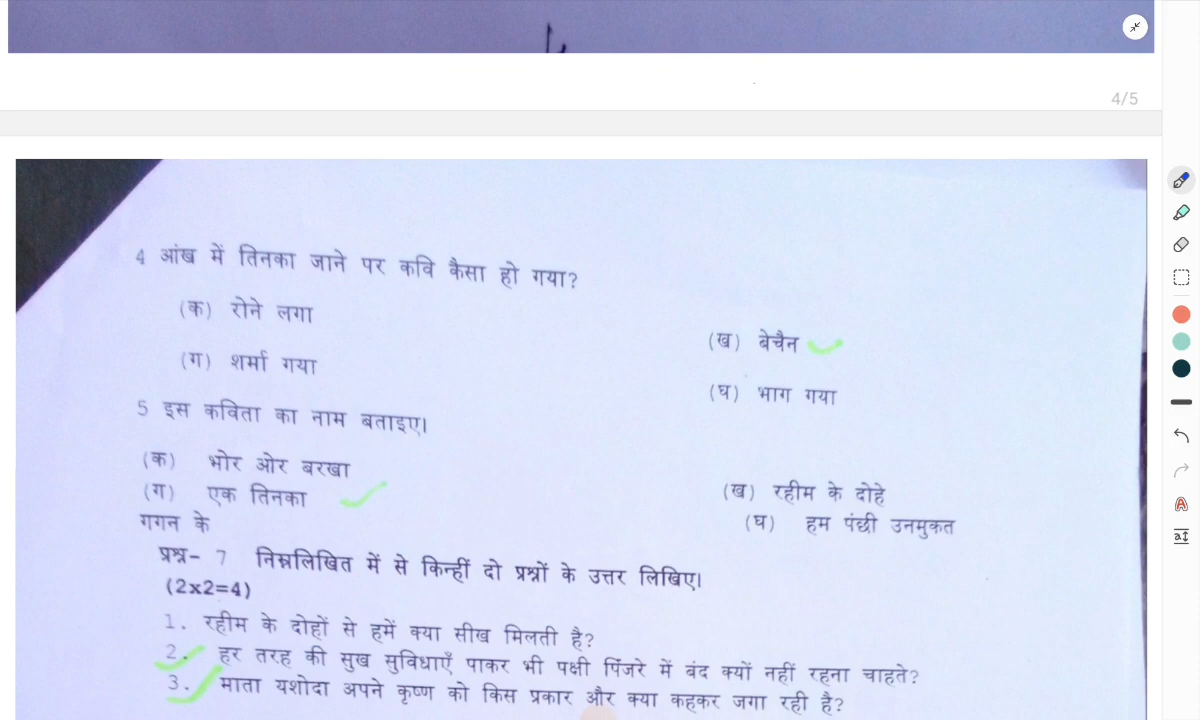 4/5
4 आंख में तिनका जाने पर कवि कैसा हो गया?
(क) रोने लगा
(ख) बेचैन
(ग) शर्मा गया
(घ) भाग गया
5 इस कविता का नाम बताइए।
(क) भोर ओर बरखा
(ख) रहीम के दोहे
(ग) एक तिनका
(घ) हम पंछी उनमुकत
गगन के
प्रश्न- 7 निम्नलिखित में से किन्हीं दो प्रश्नों के उत्तर लिखिए।
(2x2=4)
1. रहीम के दोहों से हमें क्या सीख मिलती है?
2. हर तरह की सुख सुविधाएँ पाकर भी पक्षी पिंजरे में बंद क्यों नहीं रहना चाहते?
3. माता यशोदा अपने कृष्ण को किस प्रकार और क्या कहकर जगा रही है?